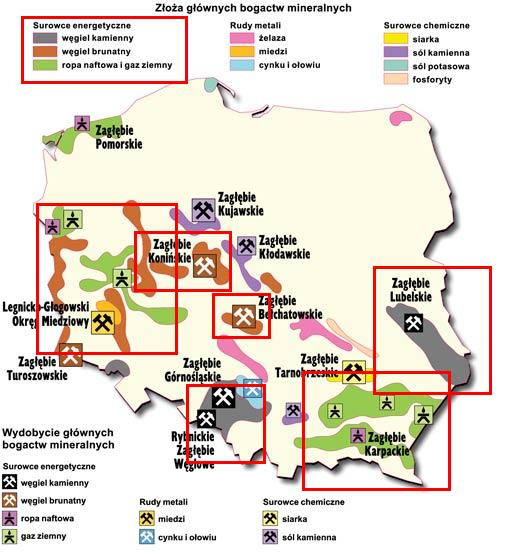 Złoża głównych bogactw mineralnych
Surowce energetyczne
węgiel kamienny
węgiel brunatny
ropa naftowa i gaz ziemny
Rudy metali
żelaza
miedzi
cynku i ołowiu
Surowce chemiczne
siarka
sól kamienna
sól potasowa
fosforyty
Zagłębie
Pomorskie
Zagłębie
Kujawskie
Zagłębie
Konińskie
Zagłębie
Kłodawskie
Zagłębie
Bełchatowskie
Zagłębie
Lubelskie
Legnicko-Głogowski
Okręg Miedziowy
Zagłębie
Turoszowskie
Zagłębie
Górnośląskie
Zagłębie
Tarnobrzeskie
Rybnickie
Zagłębie
Węglowe
Zagłębie
Karpackie
Wydobycie głównych
bogactw mineralnych
Surowce energetyczne
węgiel kamienny
węgiel brunatny
ropa naftowa
gaz ziemny
Rudy metali
miedzi
cynku i ołowiu
Surowce chemiczne
siarka
sól kamienna